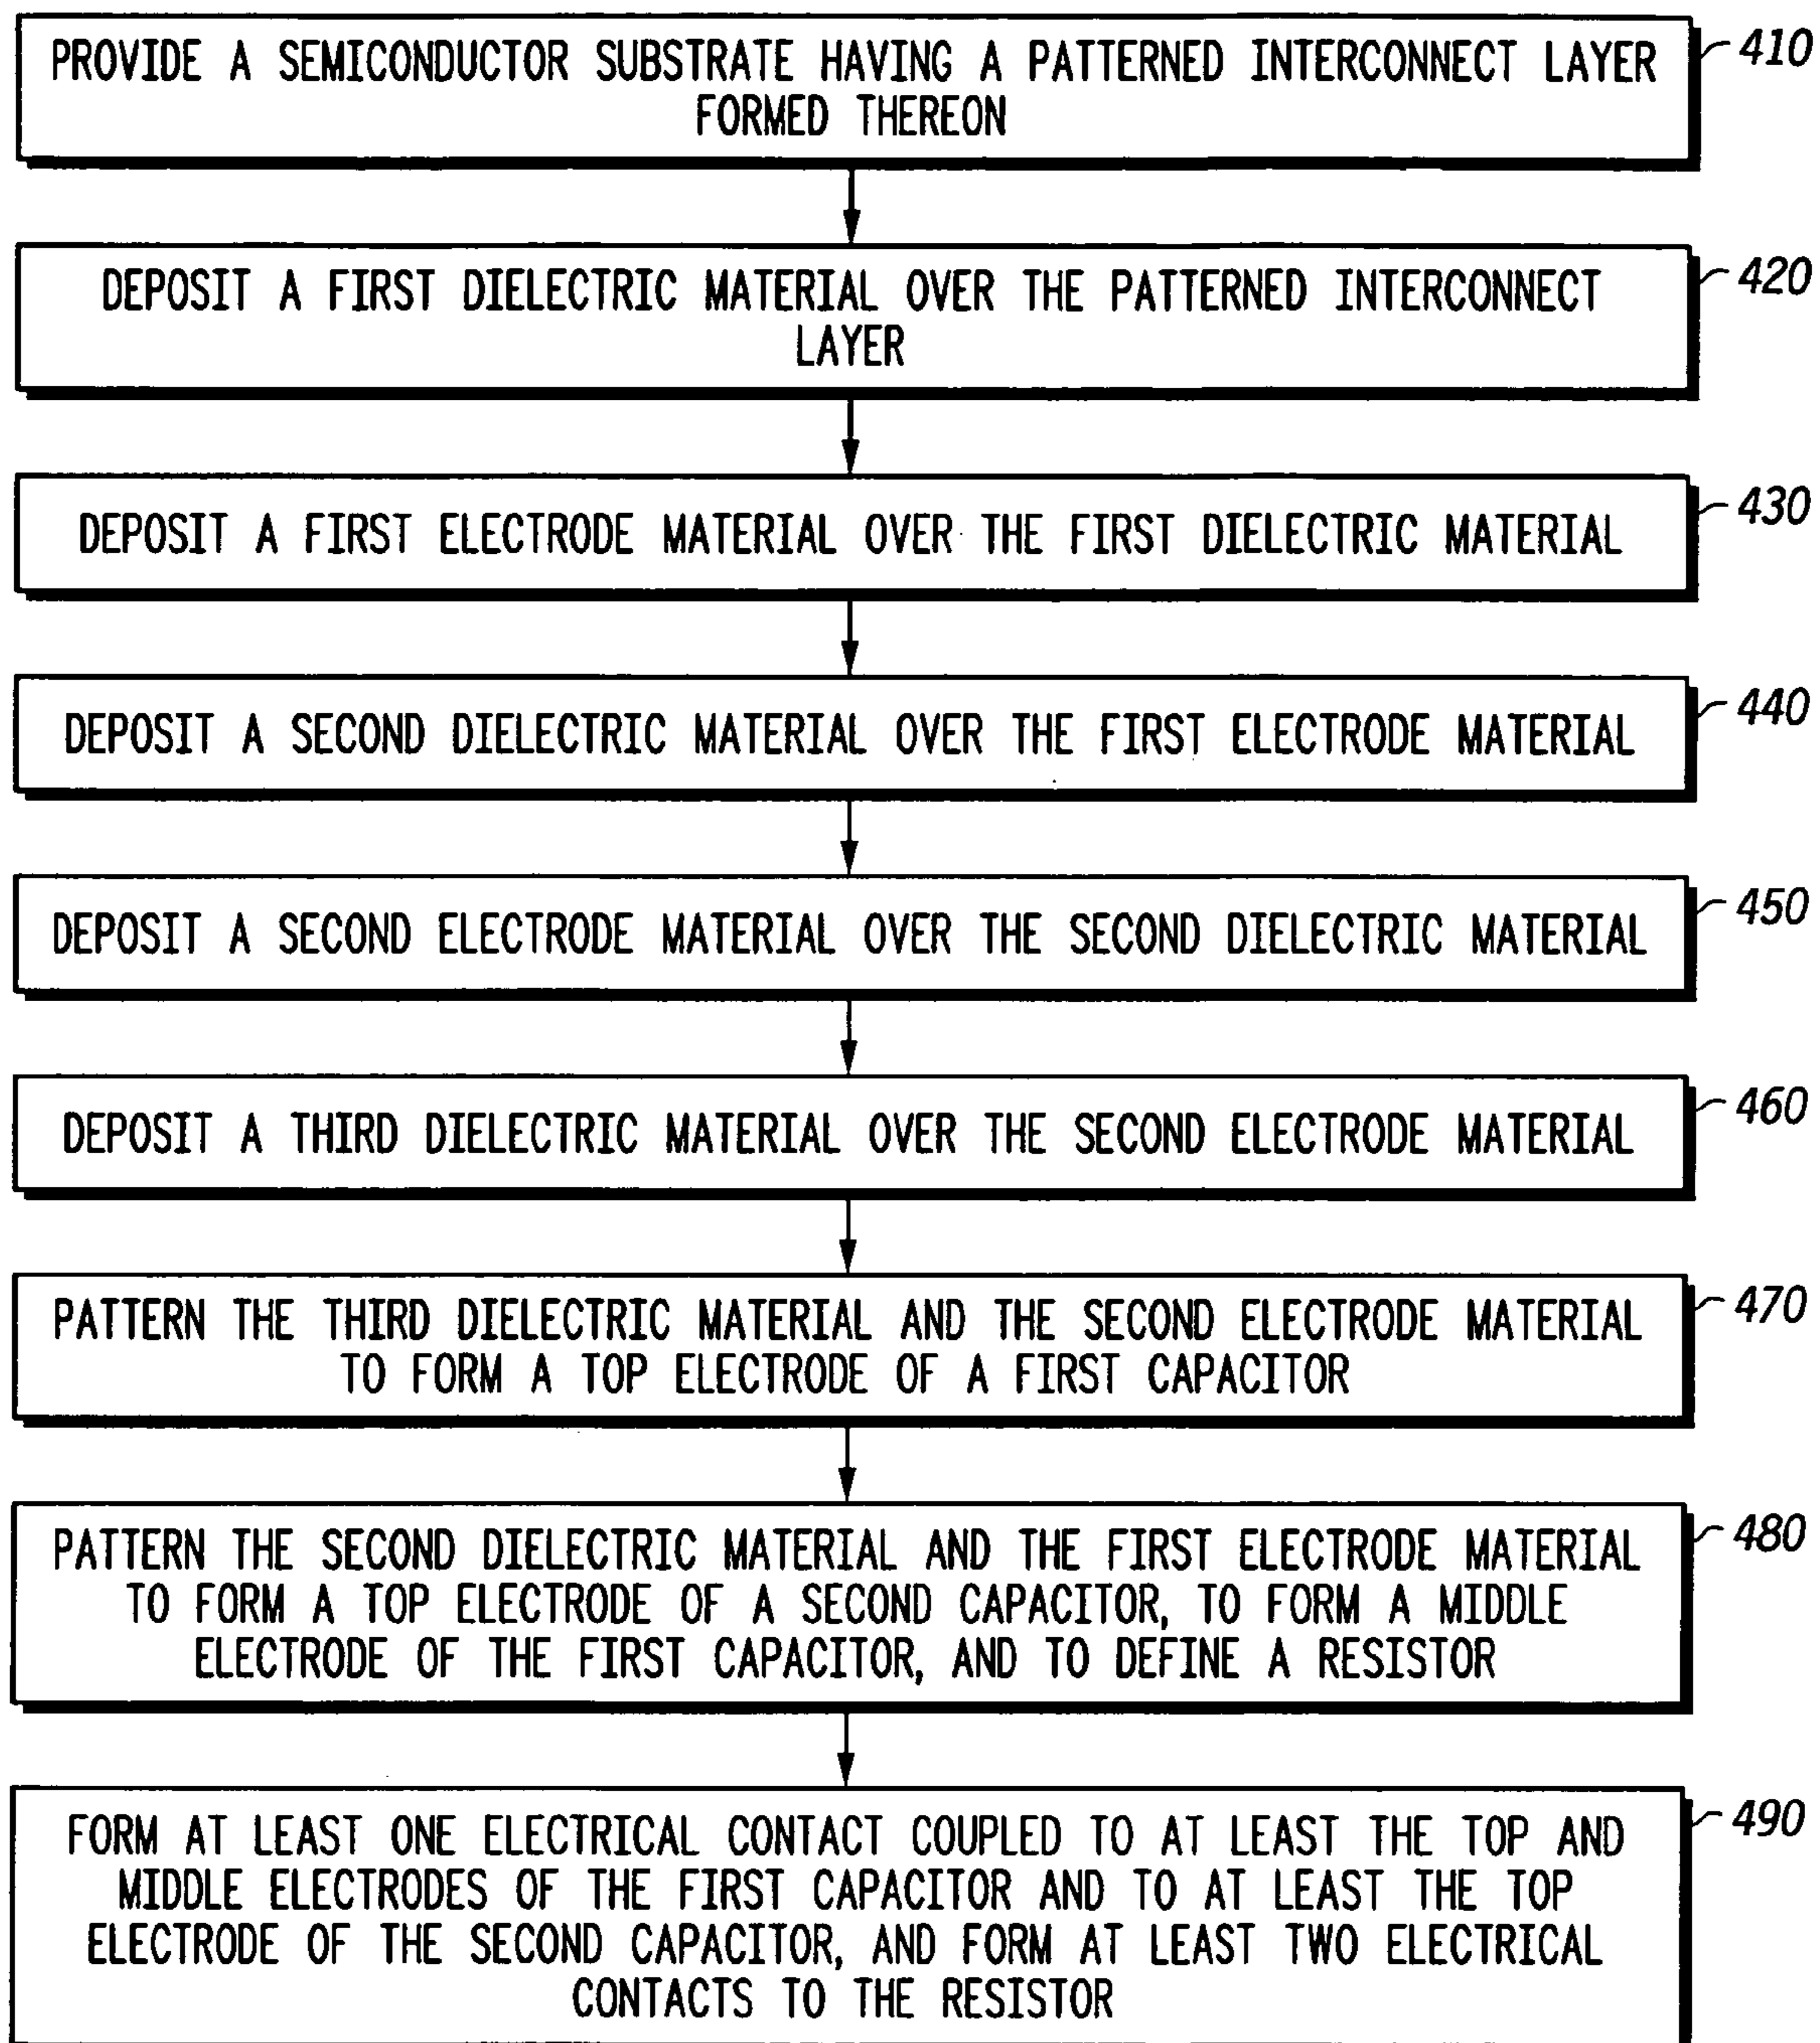 PROVIDE A SEMICONDUCTOR SUBSTRATE HAVING A PATTERNED INTERCONNECT LAYER
FORMED THEREON
410
DEPOSIT A FIRST DIELECTRIC MATERIAL OVER THE PATTERNED INTERCONNECT
LAYER
420
DEPOSIT A FIRST ELECTRODE MATERIAL OVER THE FIRST DIELECTRIC MATERIAL
430
DEPOSIT A SECOND DIELECTRIC MATERIAL OVER THE FIRST ELECTRODE MATERIAL
440
DEPOSIT A SECOND ELECTRODE MATERIAL OVER THE SECOND DIELECTRIC MATERIAL
450
DEPOSIT A THIRD DIELECTRIC MATERIAL OVER THE SECOND ELECTRODE MATERIAL
460
PATTERN THE THIRD DIELECTRIC MATERIAL AND THE SECOND ELECTRODE MATERIAL
TO FORM A TOP ELECTRODE OF A FIRST CAPACITOR
470
PATTERN THE SECOND DIELECTRIC MATERIAL AND THE FIRST ELECTRODE MATERIAL
TO FORM A TOP ELECTRODE OF A SECOND CAPACITOR, TO FORM A MIDDLE
ELECTRODE OF THE FIRST CAPACITOR, AND TO DEFINE A RESISTOR
480
FORM AT LEAST ONE ELECTRICAL CONTACT COUPLED TO AT LEAST THE TOP AND
MIDDLE ELECTRODES OF THE FIRST CAPACITOR AND TO AT LEAST THE TOP
ELECTRODE OF THE SECOND CAPACITOR, AND FORM AT LEAST TWO ELECTRICAL
CONTACTS TO THE RESISTOR
490